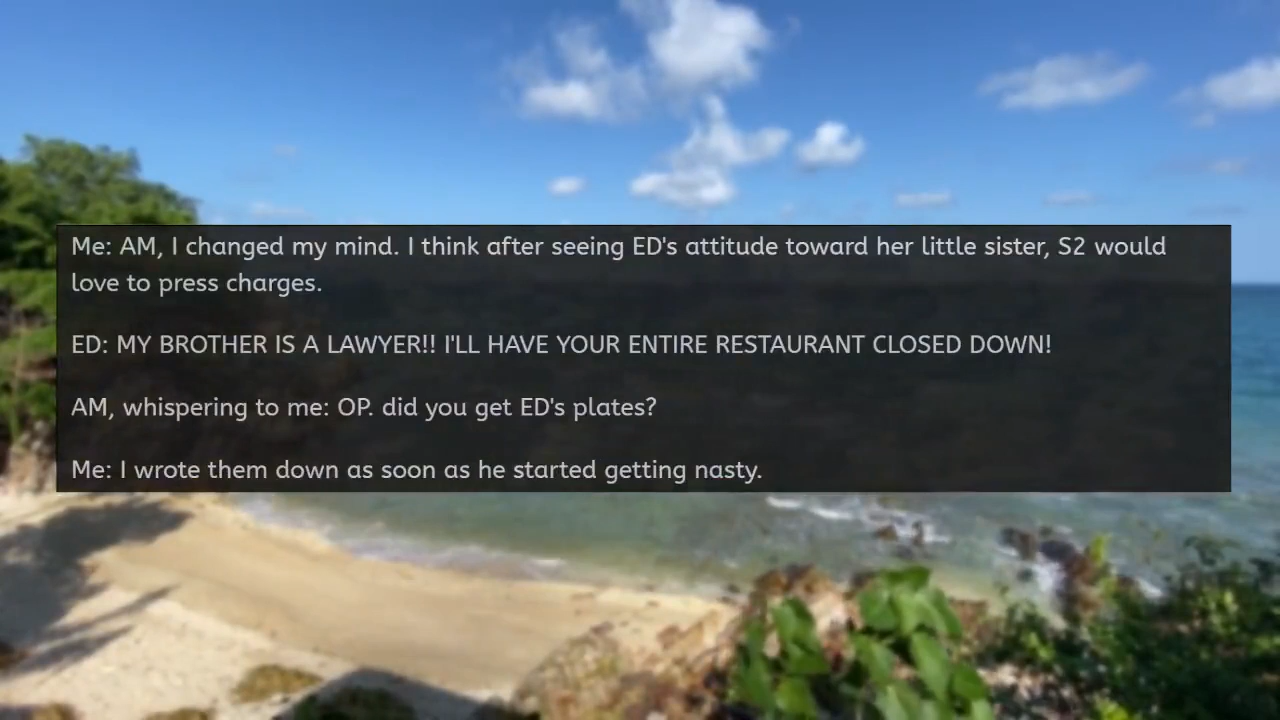 Me: AM, I changed my mind. I think after seeing ED's attitude toward her little sister, S2 would
love to press charges.
ED: MY BROTHER IS A LAWYER!! I'LL HAVE YOUR ENTIRE RESTAURANT CLOSED DOWN!
AM, whispering to me: OP. did you get ED's plates?
Me: I wrote them down as soon as he started getting nasty.